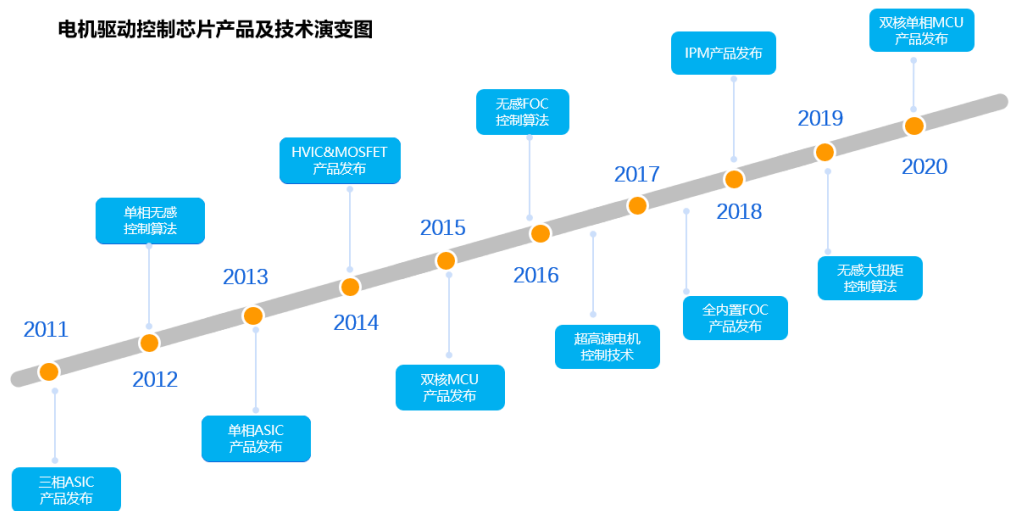 电机驱动控制芯片产品及技术演变图
2011
三相ASIC
产品发布
单相无感
控制算法
2012
2013
单相ASIC
产品发布
HVIC&MOSFET
产品发布
2014
2015
双核MCU
产品发布
无感FOC
控制算法
2016
超高速电机
控制技术
2017
全内置FOC
产品发布
IPM产品发布
2018
2019
无感大扭矩
控制算法
双核单相MCU
产品发布
2020